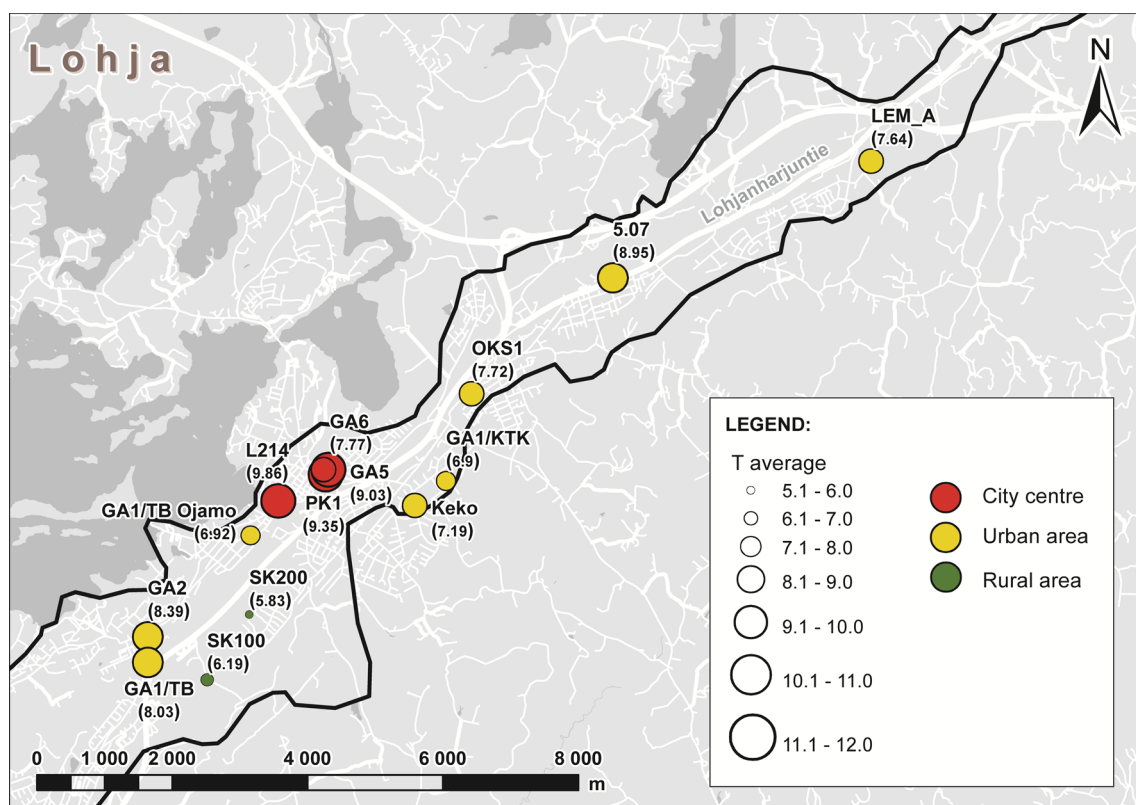 Lohja
N
LEM_A
(7.64)
Lohjanharjuntie
5.07
(8.95)
OKS1
(7.72)
GA6
(7.77)
GA1/KTK
(6.9)
L214
(9.86)
GA5
(9.03)
PK1
(9.35)
Keko
(7.19)
GA1/TB Ojamo
(6.92)
SK200
(5.83)
GA2
(8.39)
SK100
(6.19)
GA1/TB
(8.03)
LEGEND:
T average
5.1 - 6.0
6.1 - 7.0
7.1 - 8.0
8.1 - 9.0
9.1 - 10.0
10.1 - 11.0
11.1 - 12.0
City centre
Urban area
Rural area
0 1 000 2 000 4 000 6 000 8 000
m